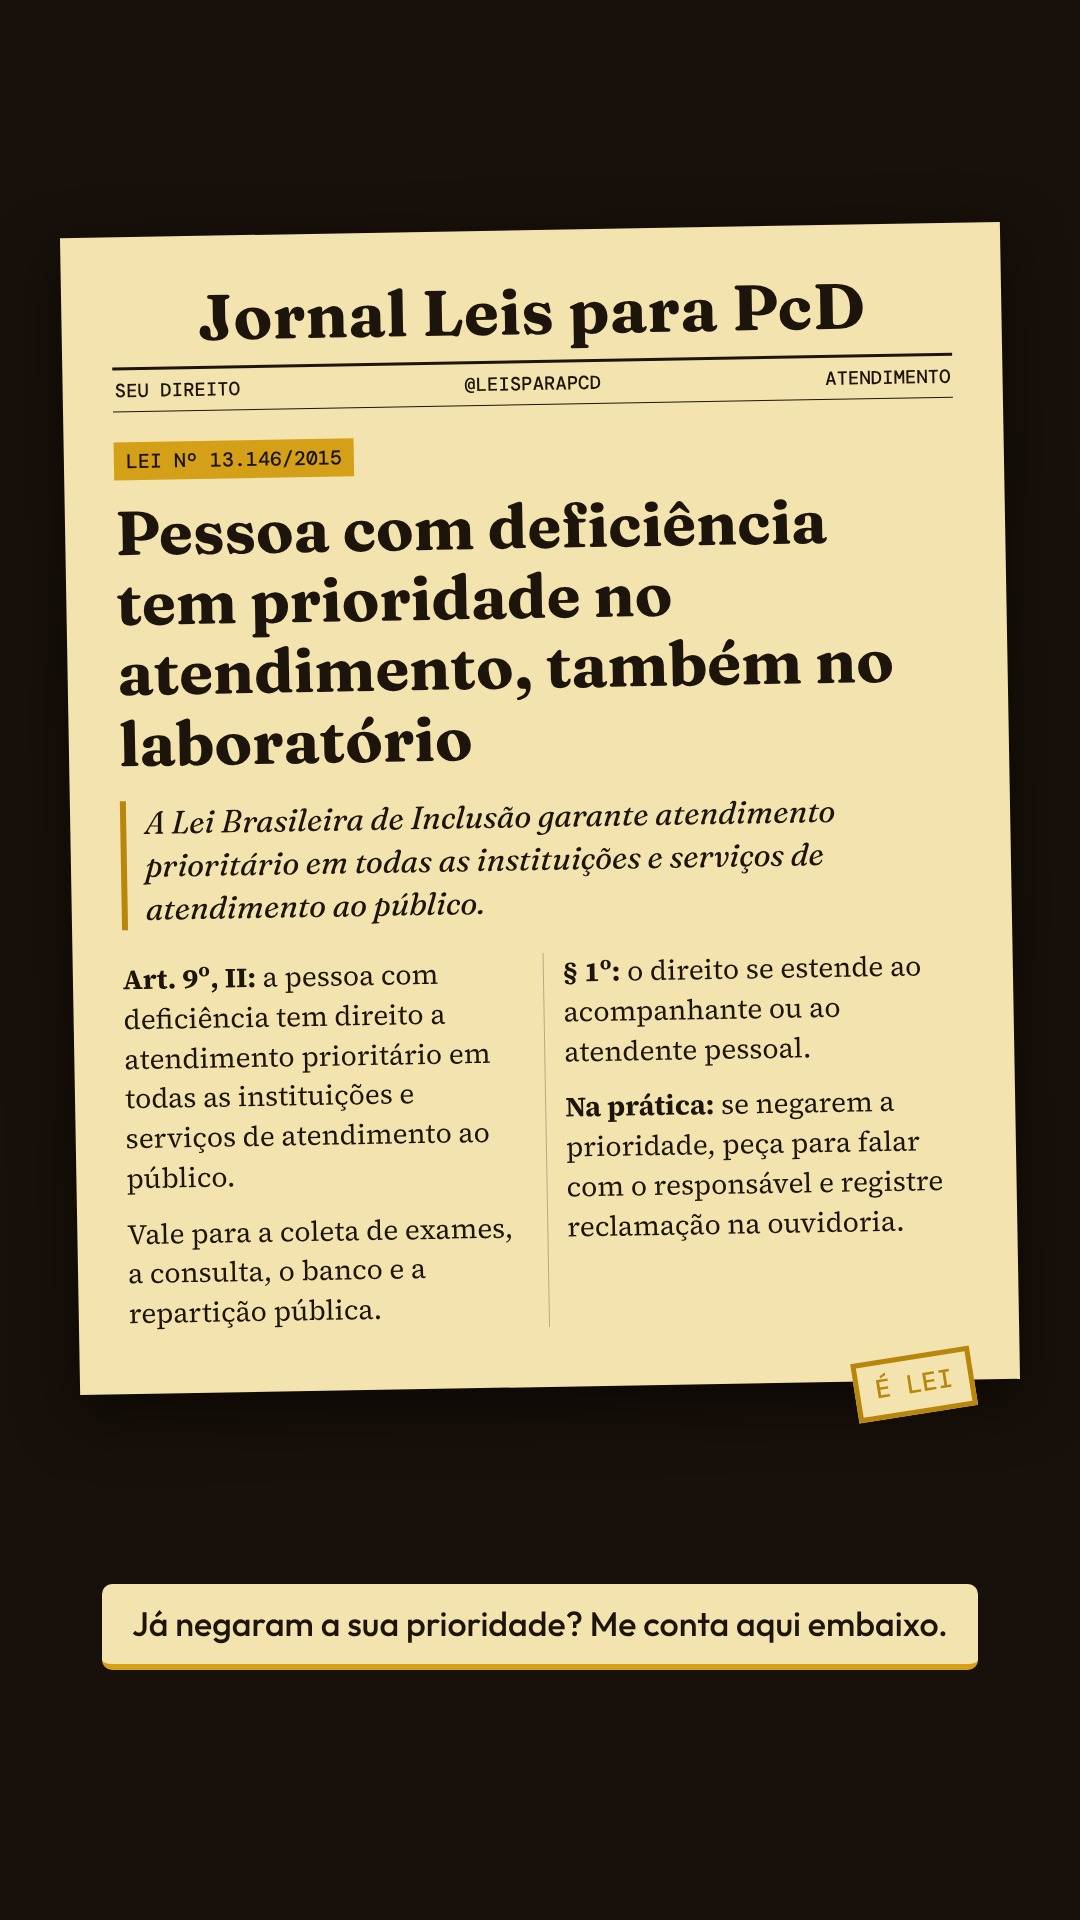 Jornal Leis para PcD
SEU DIREITO @LEISPARAPCD ATENDIMENTO
LEI Nº 13.146/2015
Pessoa com deficiência
tem prioridade no
atendimento, também no
laboratório
A Lei Brasileira de Inclusão garante atendimento
prioritário em todas as instituições e serviços de
atendimento ao público.
Art. 9º, II: a pessoa com
deficiência tem direito a
atendimento prioritário em
todas as instituições e
serviços de atendimento ao
público.
Vale para a coleta de exames,
a consulta, o banco e a
repartição pública.
§ 1º: o direito se estende ao
acompanhante ou ao
atendente pessoal.
Na prática: se negarem a
prioridade, peça para falar
com o responsável e registre
reclamação na ouvidoria.
É LEI
Já negaram a sua prioridade? Me conta aqui embaixo.